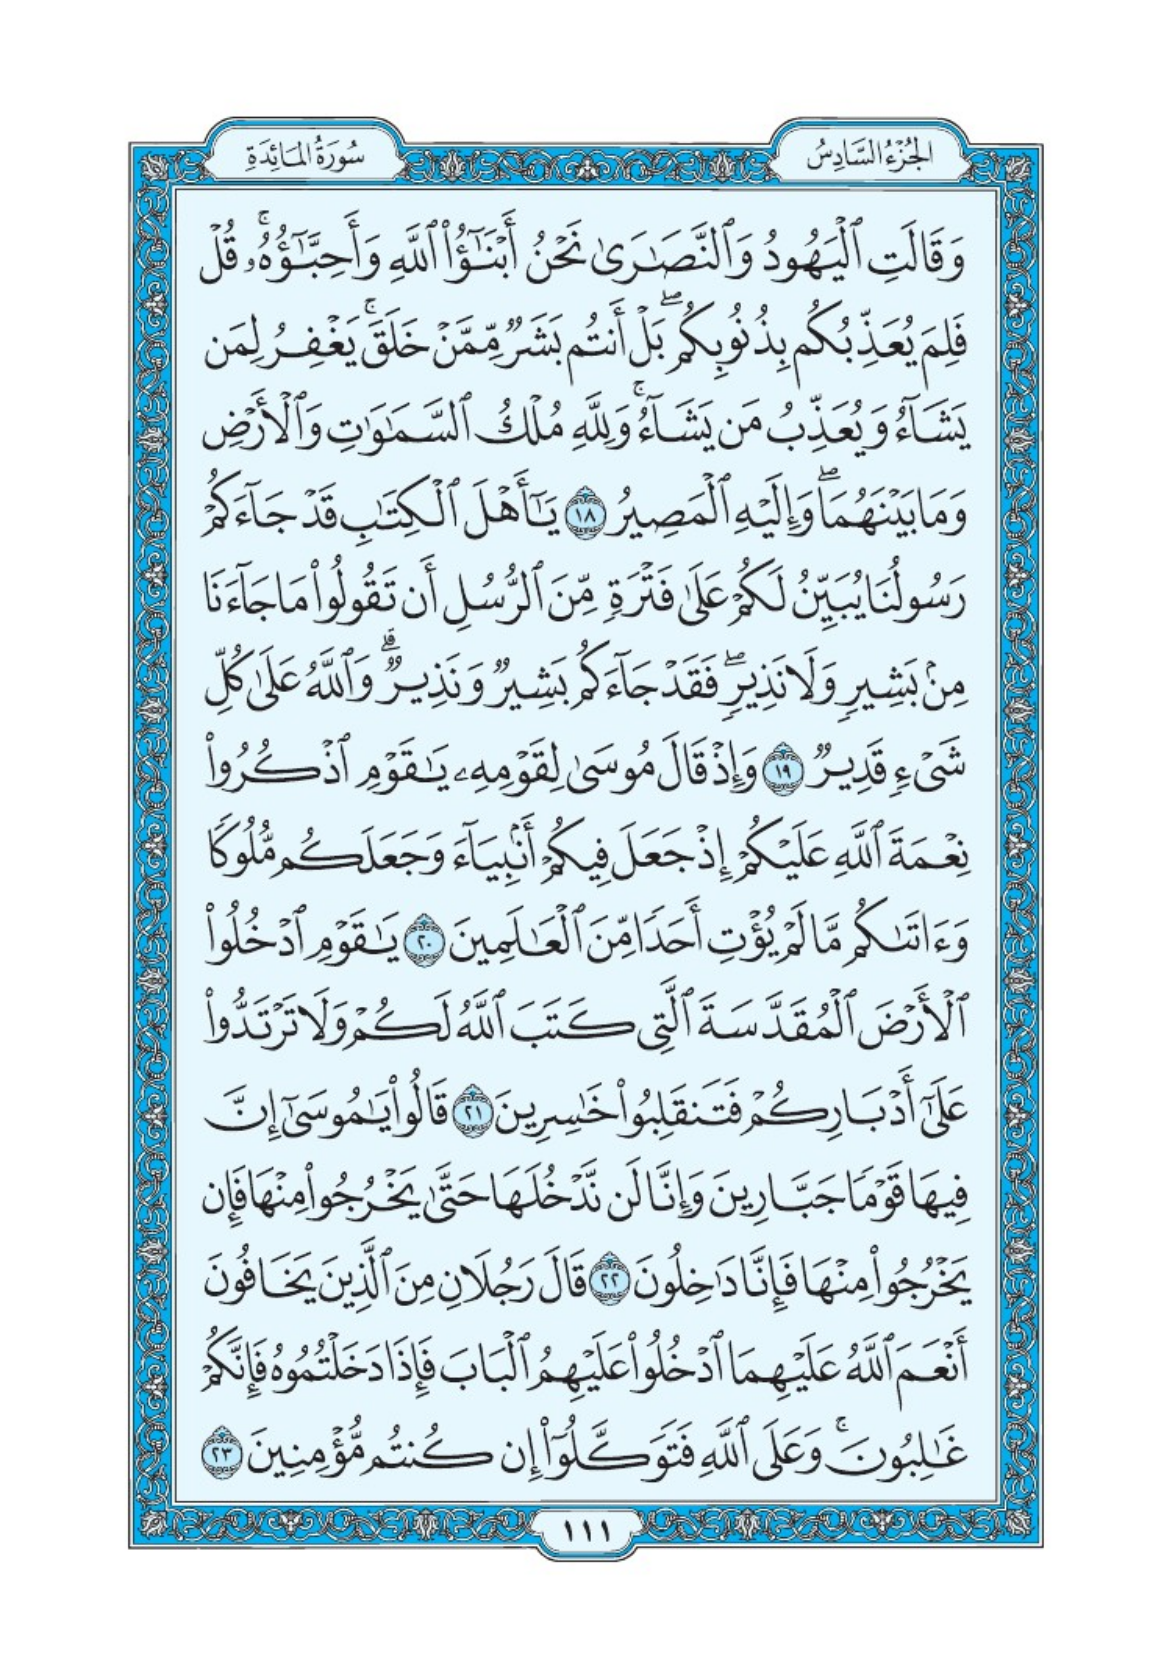 الجُزْءُ السَّادِسُ
سُورَةُ المَائِدَةِ
وَقَالَتِ ٱلْيَهُودُ وَٱلنَّصَٰرَىٰ نَحْنُ أَبْنَٰٓؤُا۟ ٱللَّهِ وَأَحِبَّٰٓؤُهُۥ ۚ قُلْ
فَلِمَ يُعَذِّبُكُم بِذُنُوبِكُم ۖ بَلْ أَنتُم بَشَرٌ مِّمَّنْ خَلَقَ ۚ يَغْفِرُ لِمَن
يَشَآءُ وَيُعَذِّبُ مَن يَشَآءُ ۚ وَلِلَّهِ مُلْكُ ٱلسَّمَٰوَٰتِ وَٱلْأَرْضِ
وَمَا بَيْنَهُمَا ۖ وَإِلَيْهِ ٱلْمَصِيرُ ١٨ يَٰٓأَهْلَ ٱلْكِتَٰبِ قَدْ جَآءَكُمْ
رَسُولُنَا يُبَيِّنُ لَكُمْ عَلَىٰ فَتْرَةٍ مِّنَ ٱلرُّسُلِ أَن تَقُولُوا۟ مَا جَآءَنَا
مِنۢ بَشِيرٍ وَلَا نَذِيرٍ ۖ فَقَدْ جَآءَكُم بَشِيرٌ وَنَذِيرٌ ۗ وَٱللَّهُ عَلَىٰ كُلِّ
شَىْءٍ قَدِيرٌ ١٩ وَإِذْ قَالَ مُوسَىٰ لِقَوْمِهِۦ يَٰقَوْمِ ٱذْكُرُوا۟
نِعْمَةَ ٱللَّهِ عَلَيْكُمْ إِذْ جَعَلَ فِيكُمْ أَنۢبِيَآءَ وَجَعَلَكُم مُّلُوكًا
وَءَاتَىٰكُم مَّا لَمْ يُؤْتِ أَحَدًا مِّنَ ٱلْعَٰلَمِينَ ٢٠ يَٰقَوْمِ ٱدْخُلُوا۟
ٱلْأَرْضَ ٱلْمُقَدَّسَةَ ٱلَّتِى كَتَبَ ٱللَّهُ لَكُمْ وَلَا تَرْتَدُّوا۟
عَلَىٰٓ أَدْبَارِكُمْ فَتَنقَلِبُوا۟ خَٰسِرِينَ ٢١ قَالُوا۟ يَٰمُوسَىٰٓ إِنَّ
فِيهَا قَوْمًا جَبَّارِينَ وَإِنَّا لَن نَّدْخُلَهَا حَتَّىٰ يَخْرُجُوا۟ مِنْهَا فَإِن
يَخْرُجُوا۟ مِنْهَا فَإِنَّا دَٰخِلُونَ ٢٢ قَالَ رَجُلَانِ مِنَ ٱلَّذِينَ يَخَافُونَ
أَنْعَمَ ٱللَّهُ عَلَيْهِمَا ٱدْخُلُوا۟ عَلَيْهِمُ ٱلْبَابَ فَإِذَا دَخَلْتُمُوهُ فَإِنَّكُمْ
غَٰلِبُونَ ۚ وَعَلَى ٱللَّهِ فَتَوَكَّلُوٓا۟ إِن كُنتُم مُّؤْمِنِينَ ٢٣
١١١